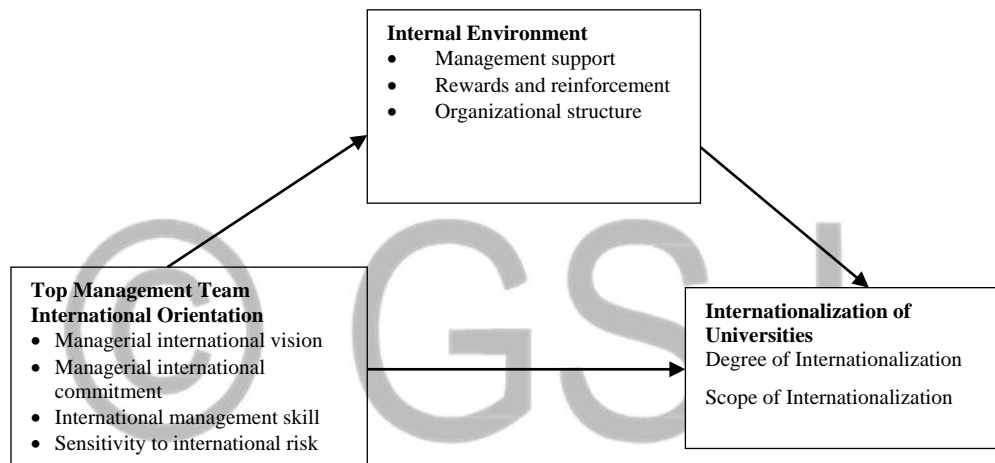 Internal Environment
• Management support
• Rewards and reinforcement
• Organizational structure
© GSJ
Top Management Team
International Orientation
• Managerial international vision
• Managerial international
commitment
• International management skill
• Sensitivity to international risk
Internationalization of
Universities
Degree of Internationalization
Scope of Internationalization